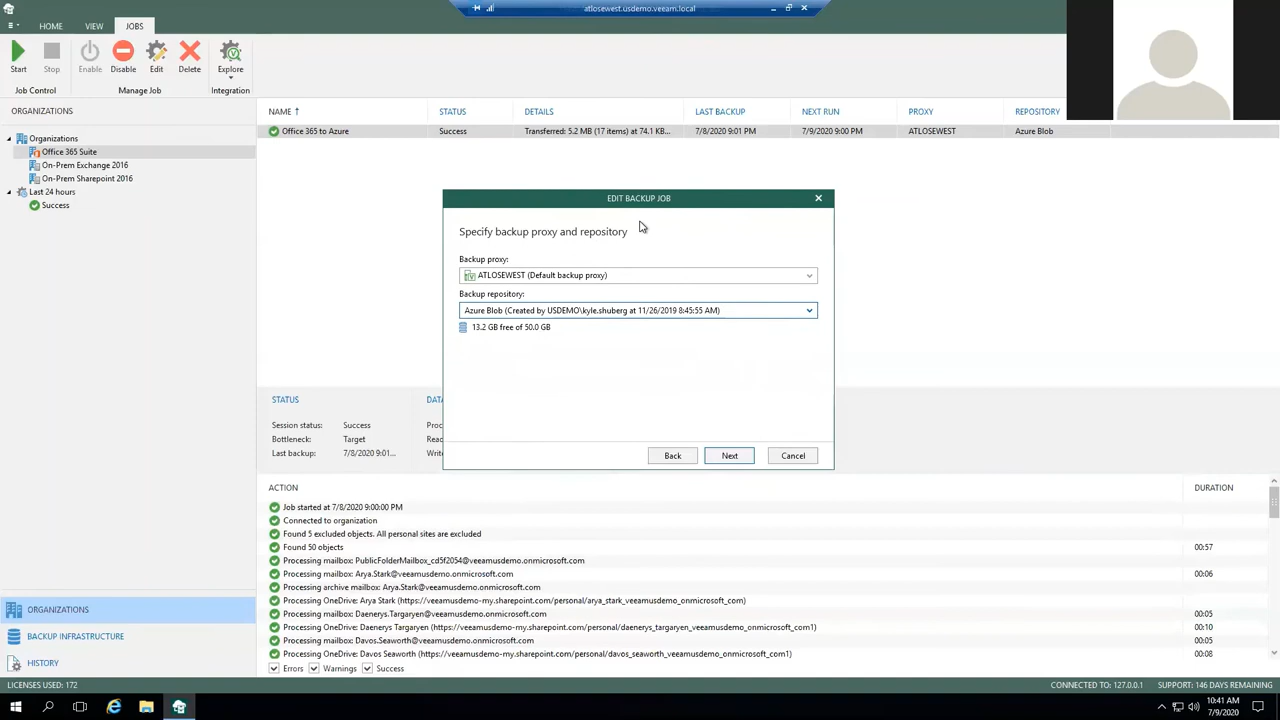 atlosewest.usdemo.veeam.local
HOME VIEW JOBS
Start Stop Enable Disable Edit Delete Explore
Job Control Manage Job Integration
ORGANIZATIONS
Organizations
Office 365 Suite
On-Prem Exchange 2016
On-Prem Sharepoint 2016
Last 24 hours
Success
NAME ↑ STATUS DETAILS LAST BACKUP NEXT RUN PROXY REPOSITORY
Office 365 to Azure Success Transferred: 5.2 MB (17 items) at 74.1 KB... 7/8/2020 9:01 PM 7/9/2020 9:00 PM ATLOSEWEST Azure Blob
EDIT BACKUP JOB
Specify backup proxy and repository
Backup proxy:
ATLOSEWEST (Default backup proxy)
Backup repository:
Azure Blob (Created by USDEMO\kyle.shuberg at 11/26/2019 8:45:55 AM)
13.2 GB free of 50.0 GB
Back Next Cancel
STATUS DATA
Session status: Success Proc
Bottleneck: Target Reac
Last backup: 7/8/2020 9:01... Writ
ACTION DURATION
Job started at 7/8/2020 9:00:00 PM
Connected to organization
Found 5 excluded objects. All personal sites are excluded
Found 50 objects 00:57
Processing mailbox: PublicFolderMailbox_cd5f2054@veeamusdemo.onmicrosoft.com
Processing mailbox: Arya.Stark@veeamusdemo.onmicrosoft.com 00:06
Processing archive mailbox: Arya.Stark@veeamusdemo.onmicrosoft.com
Processing OneDrive: Arya Stark (https://veeamusdemo-my.sharepoint.com/personal/arya_stark_veeamusdemo_onmicrosoft_com)
Processing mailbox: Daenerys.Targaryen@veeamusdemo.onmicrosoft.com 00:05
Processing OneDrive: Daenerys Targaryen (https://veeamusdemo-my.sharepoint.com/personal/daenerys_targaryen_veeamusdemo_onmicrosoft_com1) 00:10
Processing mailbox: Davos.Seaworth@veeamusdemo.onmicrosoft.com 00:05
Processing OneDrive: Davos Seaworth (https://veeamusdemo-my.sharepoint.com/personal/davos_seaworth_veeamusdemo_onmicrosoft_com1) 00:08
Errors Warnings Success
ORGANIZATIONS
BACKUP INFRASTRUCTURE
HISTORY
LICENSES USED: 172 CONNECTED TO: 127.0.0.1 SUPPORT: 146 DAYS REMAINING
10:41 AM
7/9/2020